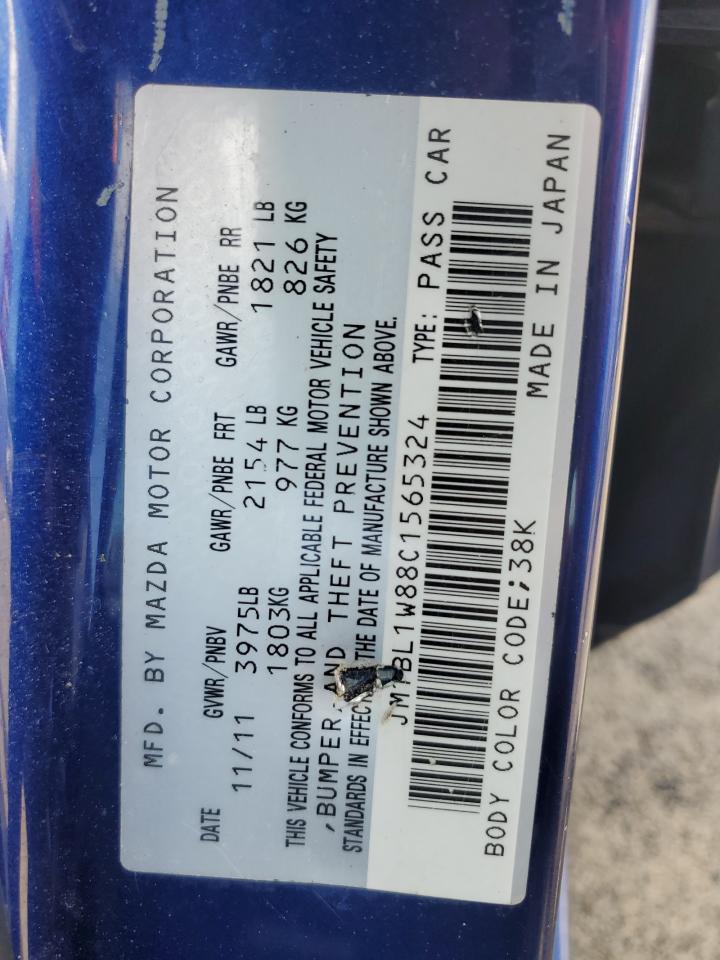 MFD. BY MAZDA MOTOR CORPORATION
DATE GVWR/PNBV GAWR/PNBE FRT GAWR/PNBE RR
11/11 3975LB 2154 LB 1821 LB
1803KG 977 KG 826 KG
THIS VEHICLE CONFORMS TO ALL APPLICABLE FEDERAL MOTOR VEHICLE SAFETY
,BUMPER, AND THEFT PREVENTION
STANDARDS IN EFFECT THE DATE OF MANUFACTURE SHOWN ABOVE.
JM1BL1W88C1565324 TYPE: PASS CAR
BODY COLOR CODE;38K MADE IN JAPAN